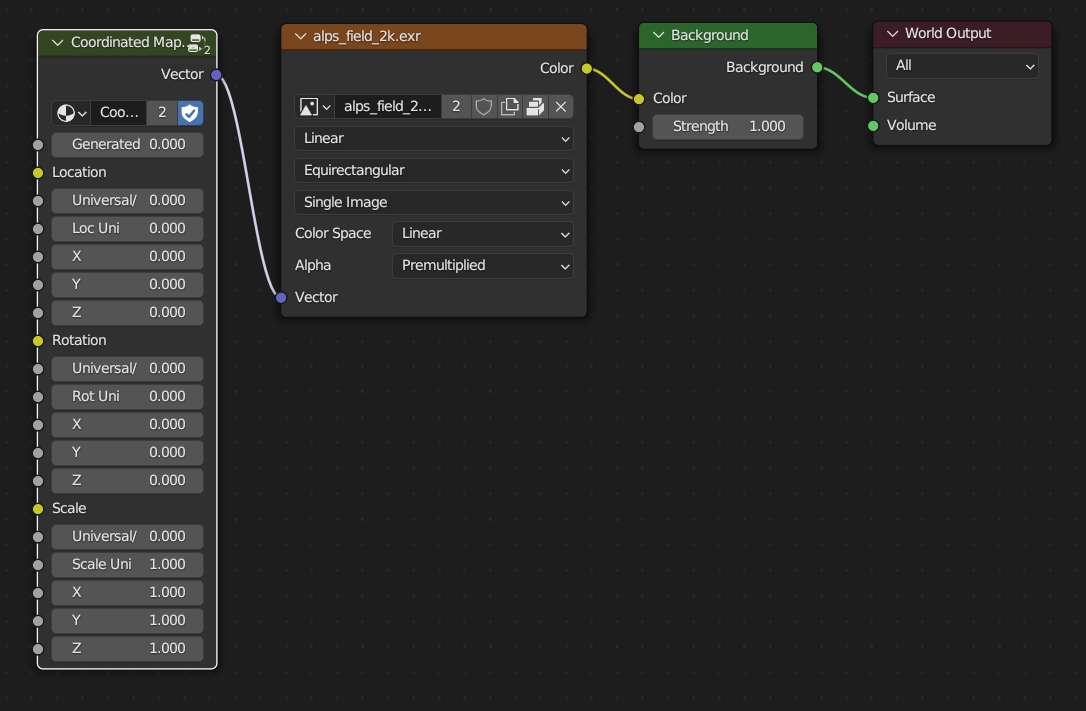 Coordinated Map.
2
Vector
Coo...
2
Generated 0.000
Location
Universal/ 0.000
Loc Uni 0.000
X 0.000
Y 0.000
Z 0.000
Rotation
Universal/ 0.000
Rot Uni 0.000
X 0.000
Y 0.000
Z 0.000
Scale
Universal/ 0.000
Scale Uni 1.000
X 1.000
Y 1.000
Z 1.000
alps_field_2k.exr
Color
alps_field_2...
2
Linear
Equirectangular
Single Image
Color Space Linear
Alpha Premultiplied
Vector
Background
Background
Color
Strength 1.000
World Output
All
Surface
Volume